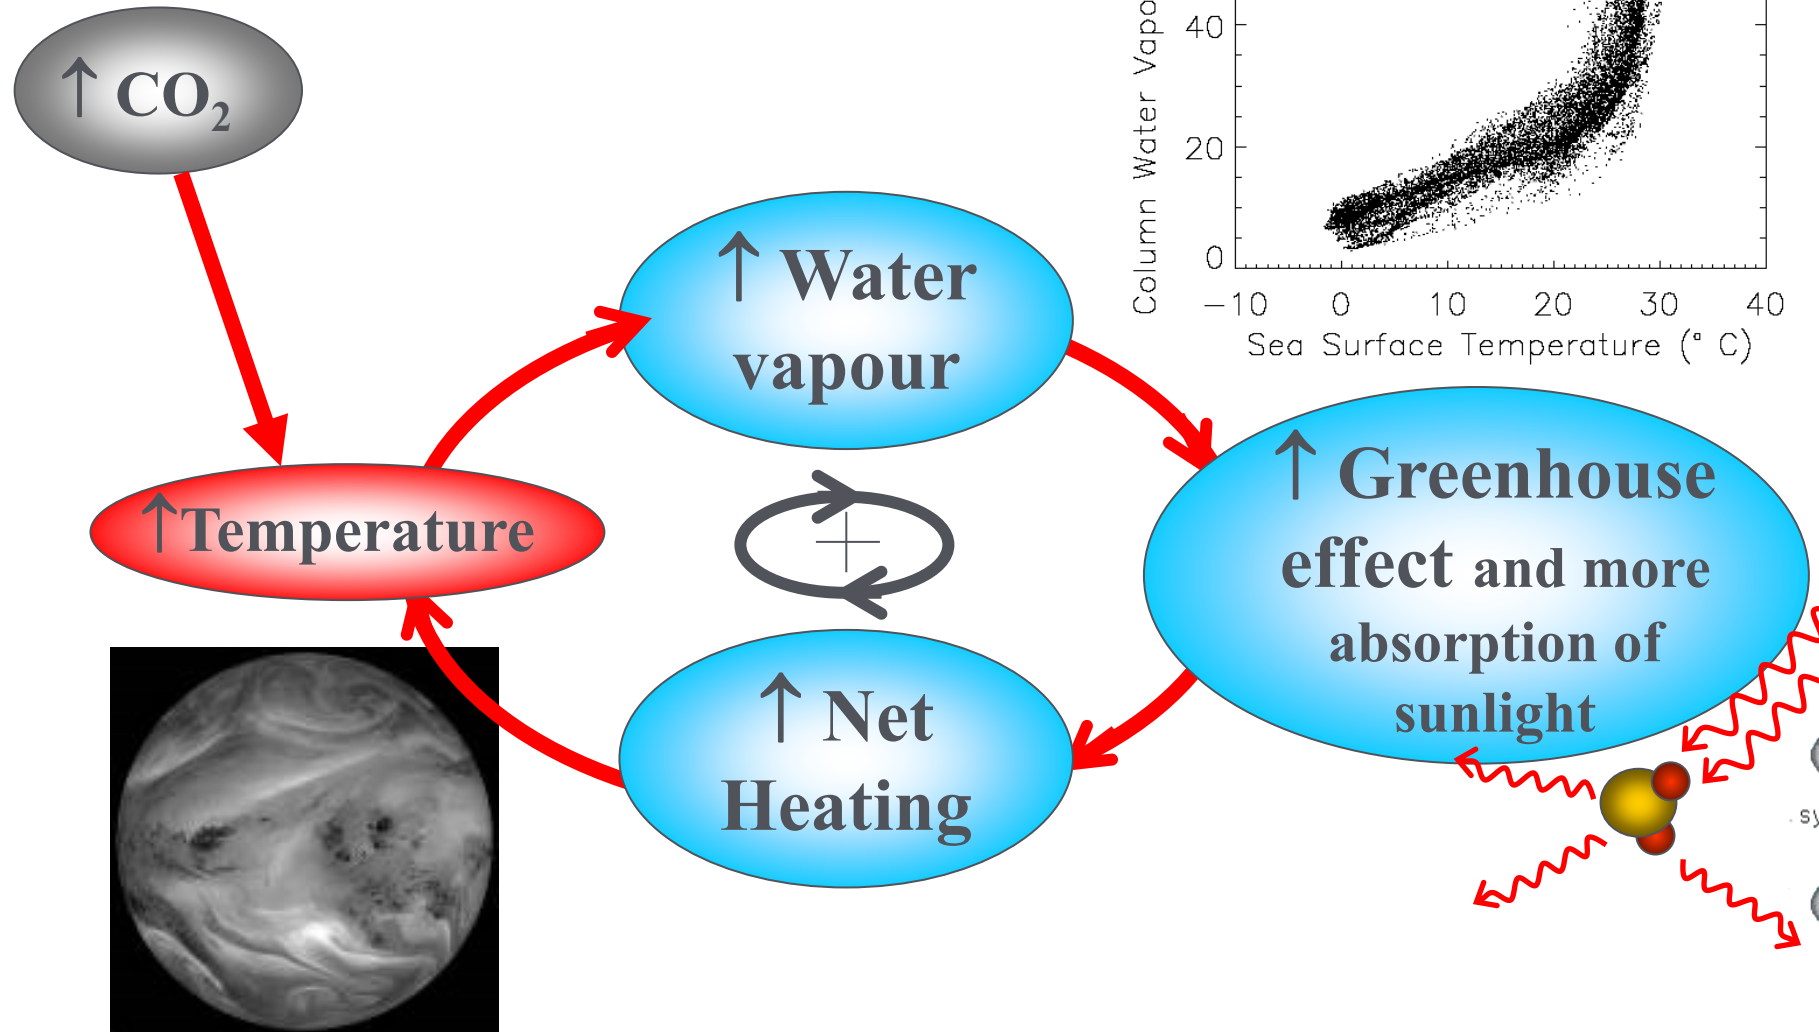 ↑ CO₂
↑ Water
vapour
↑ Greenhouse
effect and more
absorption of
sunlight
↑ Net
Heating
↑Temperature
+
Column Water
40
20
0
−10 0 10 20 30 40
Sea Surface Temperature (° C)